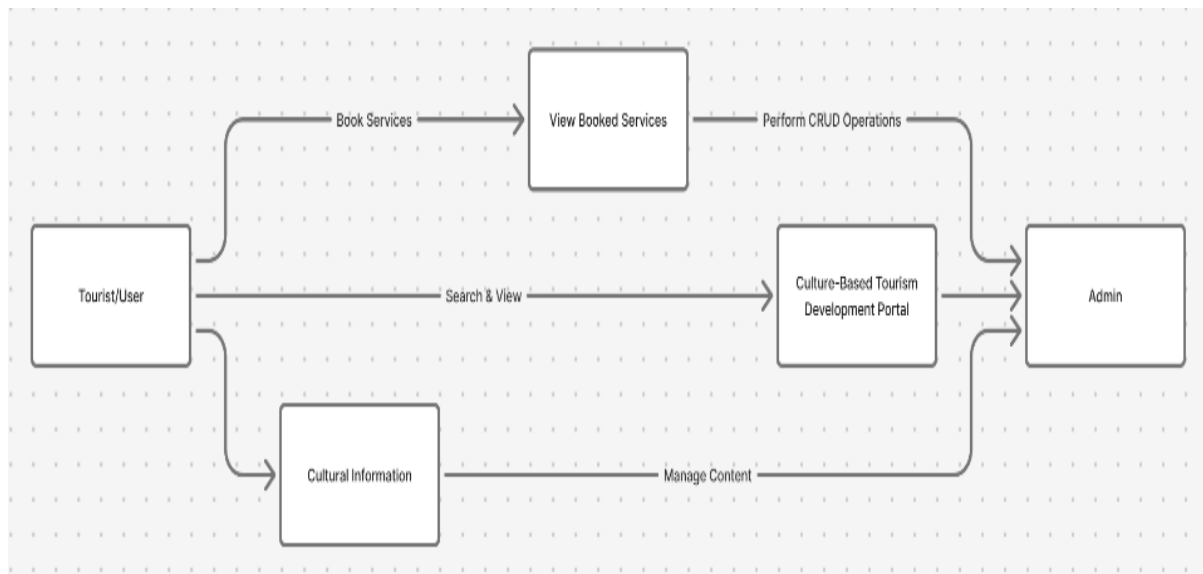 Book Services
View Booked Services
Perform CRUD Operations
Tourist/User
Search & View
Culture-Based Tourism
Development Portal
Admin
Cultural Information
Manage Content